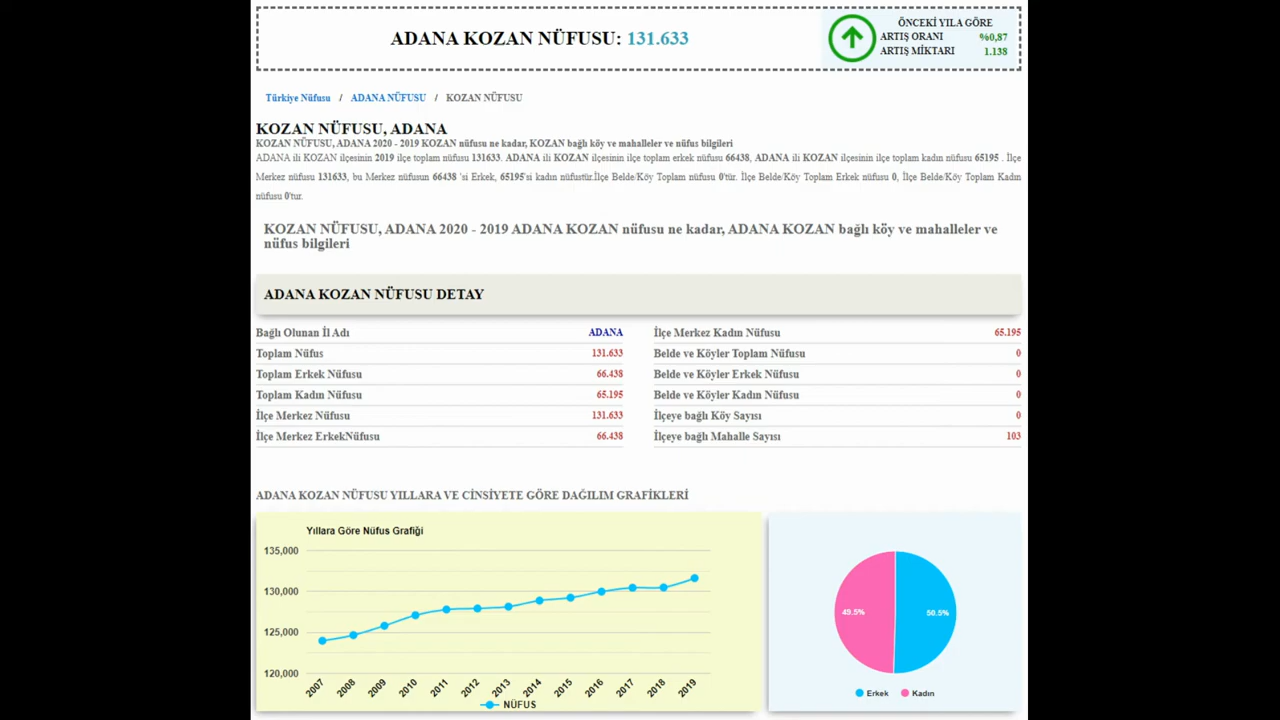 ADANA KOZAN NÜFUSU: 131.633
ÖNCEKİ YILA GÖRE
ARTIŞ ORANI %0,87
ARTIŞ MİKTARI 1.138
Türkiye Nüfusu / ADANA NÜFUSU / KOZAN NÜFUSU
KOZAN NÜFUSU, ADANA
KOZAN NÜFUSU, ADANA 2020 - 2019 KOZAN nüfusu ne kadar, KOZAN bağlı köy ve mahalleler ve nüfus bilgileri
ADANA ili KOZAN ilçesinin 2019 ilçe toplam nüfusu 131633. ADANA ili KOZAN ilçesinin ilçe toplam erkek nüfusu 66438, ADANA ili KOZAN ilçesinin ilçe toplam kadın nüfusu 65195 . İlçe
Merkez nüfusu 131633, bu Merkez nüfusun 66438 'si Erkek, 65195'si kadın nüfustür.İlçe Belde/Köy Toplam nüfusu 0'tür. İlçe Belde/Köy Toplam Erkek nüfusu 0, İlçe Belde/Köy Toplam Kadın
nüfusu 0'tur.
KOZAN NÜFUSU, ADANA 2020 - 2019 ADANA KOZAN nüfusu ne kadar, ADANA KOZAN bağlı köy ve mahalleler ve
nüfus bilgileri
ADANA KOZAN NÜFUSU DETAY
Bağlı Olunan İl Adı ADANA
Toplam Nüfus 131.633
Toplam Erkek Nüfusu 66.438
Toplam Kadın Nüfusu 65.195
İlçe Merkez Nüfusu 131.633
İlçe Merkez ErkekNüfusu 66.438
İlçe Merkez Kadın Nüfusu 65.195
Belde ve Köyler Toplam Nüfusu 0
Belde ve Köyler Erkek Nüfusu 0
Belde ve Köyler Kadın Nüfusu 0
İlçeye bağlı Köy Sayısı 0
İlçeye bağlı Mahalle Sayısı 103
ADANA KOZAN NÜFUSU YILLARA VE CİNSİYETE GÖRE DAĞILIM GRAFİKLERİ
Yıllara Göre Nüfus Grafiği
135,000
130,000
125,000
120,000
2007 2008 2009 2010 2011 2012 2013 2014 2015 2016 2017 2018 2019
NÜFUS
49.5% 50.5%
Erkek Kadın